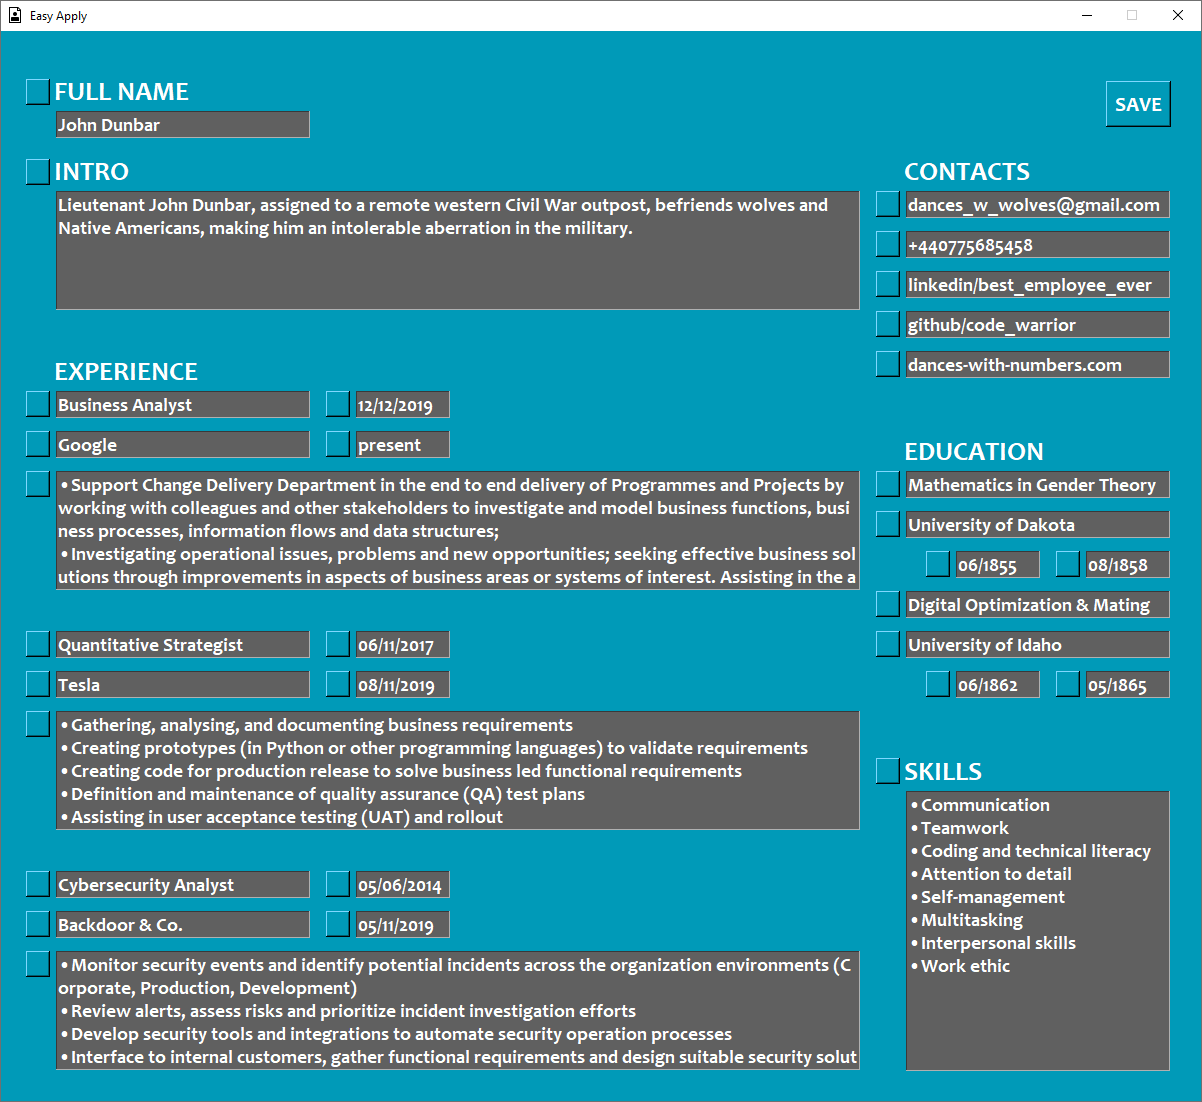 Easy Apply
FULL NAME
John Dunbar
SAVE
INTRO
Lieutenant John Dunbar, assigned to a remote western Civil War outpost, befriends wolves and
Native Americans, making him an intolerable aberration in the military.
CONTACTS
dances_w_wolves@gmail.com
+440775685458
linkedin/best_employee_ever
github/code_warrior
dances-with-numbers.com
EXPERIENCE
Business Analyst
12/12/2019
Google
present
• Support Change Delivery Department in the end to end delivery of Programmes and Projects by
working with colleagues and other stakeholders to investigate and model business functions, busi
ness processes, information flows and data structures;
• Investigating operational issues, problems and new opportunities; seeking effective business sol
utions through improvements in aspects of business areas or systems of interest. Assisting in the a
Quantitative Strategist
06/11/2017
Tesla
08/11/2019
• Gathering, analysing, and documenting business requirements
• Creating prototypes (in Python or other programming languages) to validate requirements
• Creating code for production release to solve business led functional requirements
• Definition and maintenance of quality assurance (QA) test plans
• Assisting in user acceptance testing (UAT) and rollout
Cybersecurity Analyst
05/06/2014
Backdoor & Co.
05/11/2019
• Monitor security events and identify potential incidents across the organization environments (C
orporate, Production, Development)
• Review alerts, assess risks and prioritize incident investigation efforts
• Develop security tools and integrations to automate security operation processes
• Interface to internal customers, gather functional requirements and design suitable security solut
EDUCATION
Mathematics in Gender Theory
University of Dakota
06/1855
08/1858
Digital Optimization & Mating
University of Idaho
06/1862
05/1865
SKILLS
• Communication
• Teamwork
• Coding and technical literacy
• Attention to detail
• Self-management
• Multitasking
• Interpersonal skills
• Work ethic